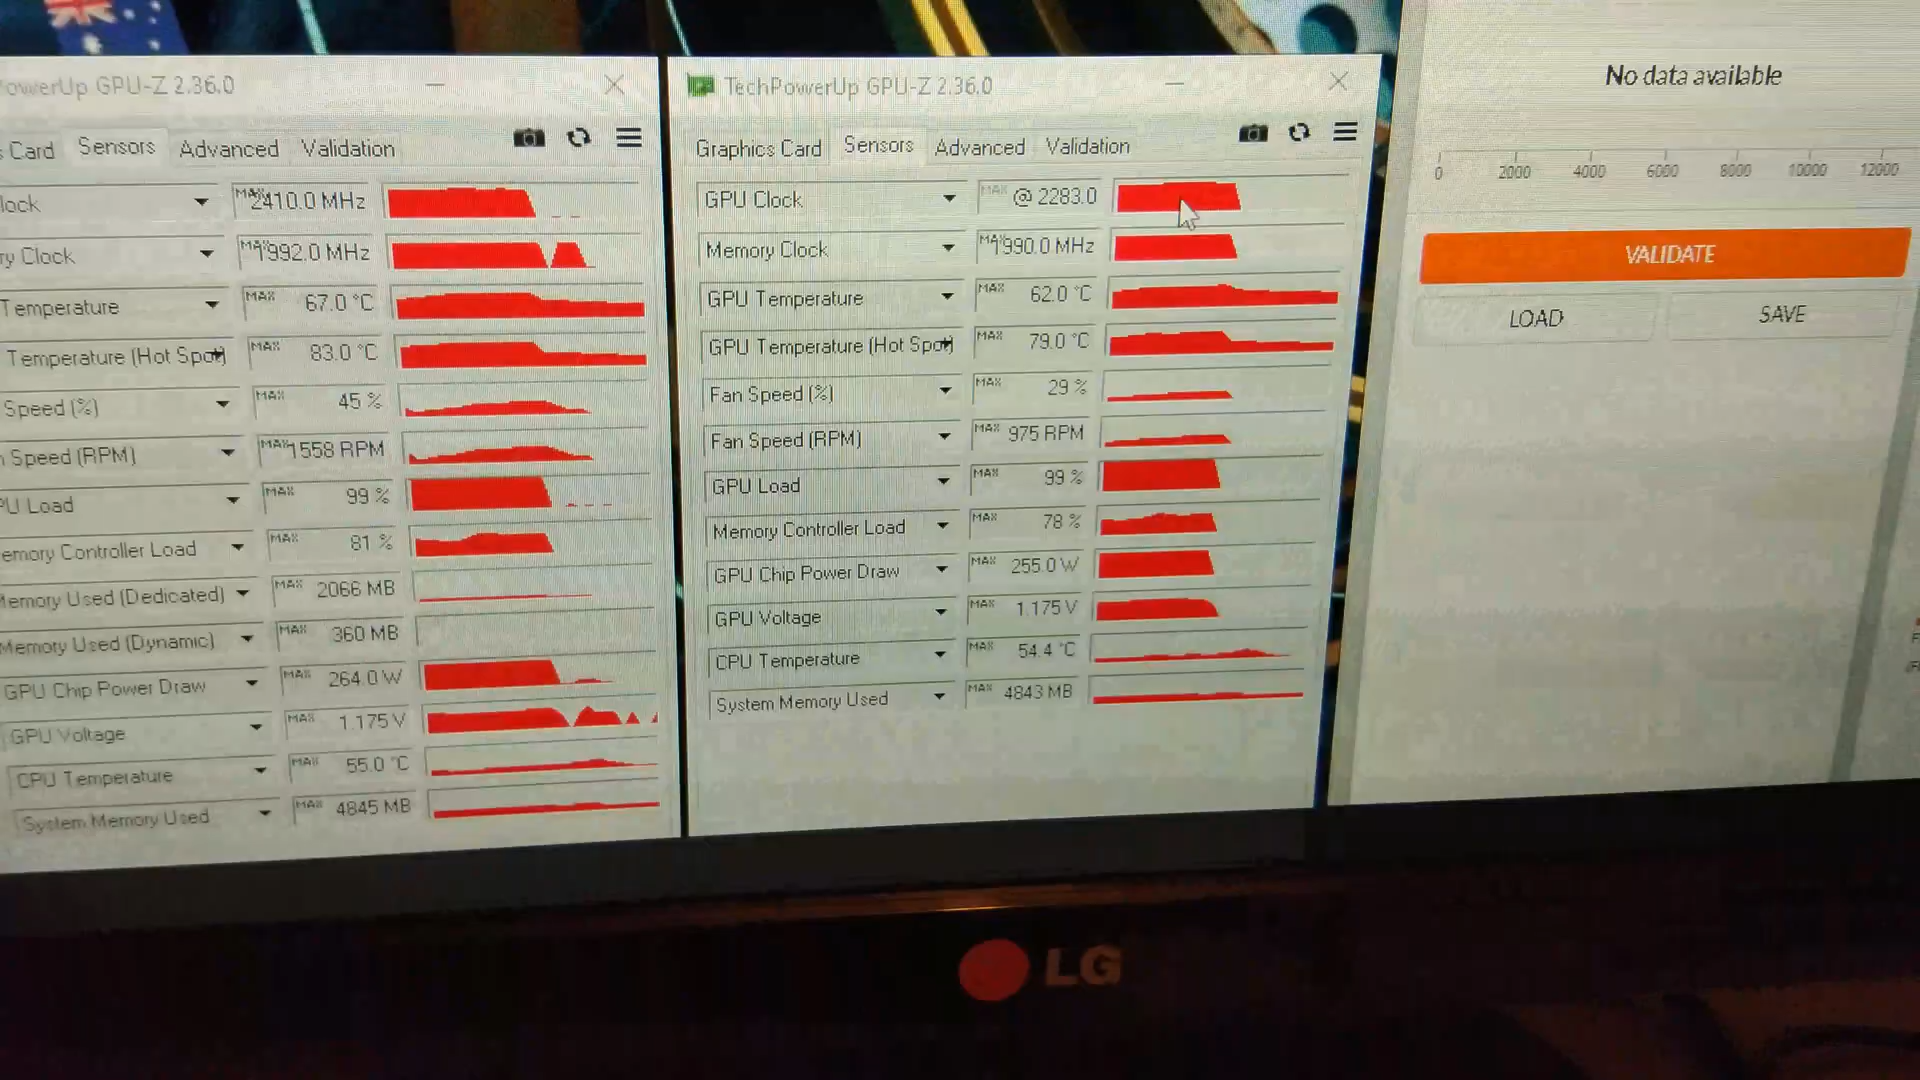 owerUp GPU-Z 2.36.0
s Card Sensors Advanced Validation
lock MAX 2410.0 MHz
ry Clock MAX 1992.0 MHz
Temperature MAX 67.0 °C
Temperature (Hot Spot) MAX 83.0 °C
Speed (%) MAX 45 %
n Speed (RPM) MAX 1558 RPM
PU Load MAX 99 %
emory Controller Load MAX 81 %
Memory Used (Dedicated) MAX 2066 MB
Memory Used (Dynamic) MAX 360 MB
GPU Chip Power Draw MAX 264.0 W
GPU Voltage MAX 1.175 V
CPU Temperature MAX 55.0 °C
System Memory Used MAX 4845 MB
TechPowerUp GPU-Z 2.36.0
Graphics Card Sensors Advanced Validation
GPU Clock MAX @ 2283.0
Memory Clock MAX 1990.0 MHz
GPU Temperature MAX 62.0 °C
GPU Temperature (Hot Spot) MAX 79.0 °C
Fan Speed (%) MAX 29 %
Fan Speed (RPM) MAX 975 RPM
GPU Load MAX 99 %
Memory Controller Load MAX 78 %
GPU Chip Power Draw MAX 255.0 W
GPU Voltage MAX 1.175 V
CPU Temperature MAX 54.4 °C
System Memory Used MAX 4843 MB
No data available
0 2000 4000 6000 8000 10000 12000
VALIDATE
LOAD SAVE
LG